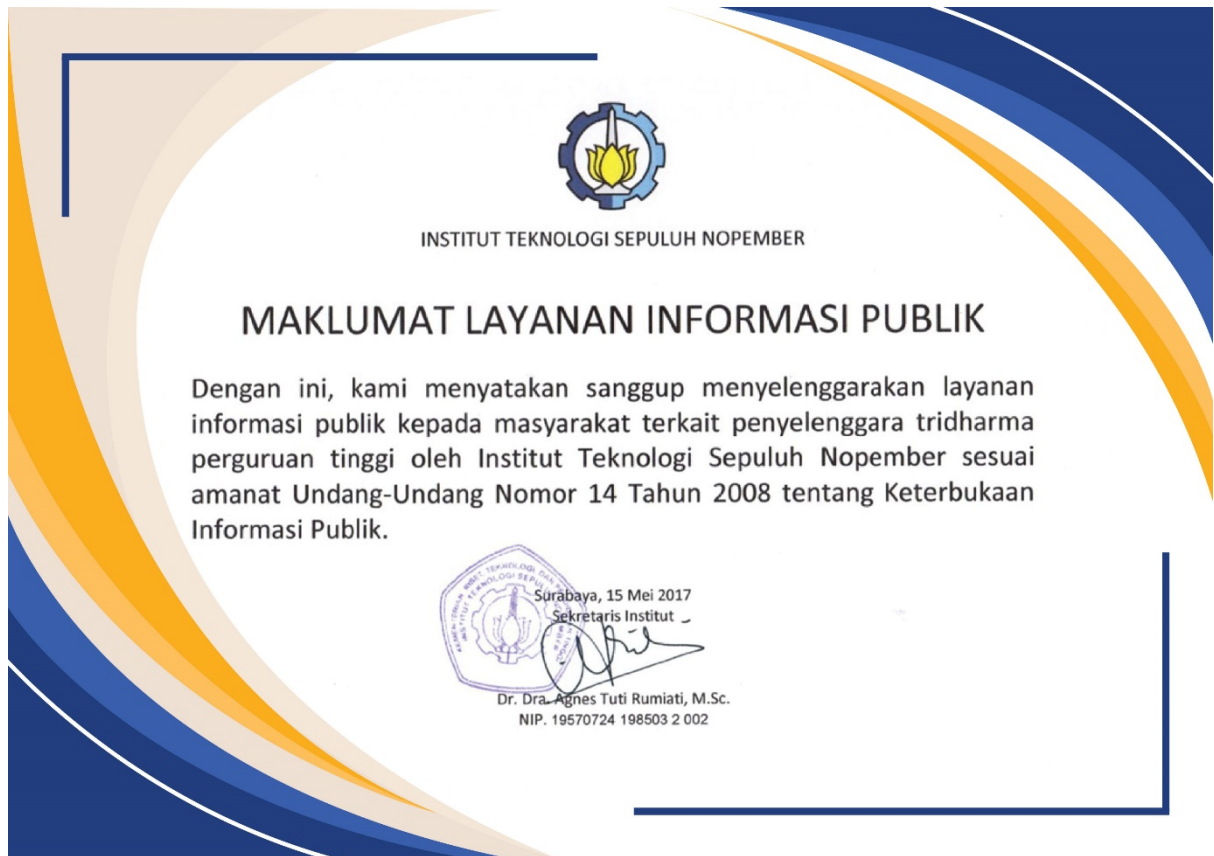 INSTITUT TEKNOLOGI SEPULUH NOPEMBER
MAKLUMAT LAYANAN INFORMASI PUBLIK
Dengan ini, kami menyatakan sanggup menyelenggarakan layanan
informasi publik kepada masyarakat terkait penyelenggara tridharma
perguruan tinggi oleh Institut Teknologi Sepuluh Nopember sesuai
amanat Undang-Undang Nomor 14 Tahun 2008 tentang Keterbukaan
Informasi Publik.
Surabaya, 15 Mei 2017
Sekretaris Institut
Dr. Dra. Agnes Tuti Rumiati, M.Sc.
NIP. 19570724 198503 2 002